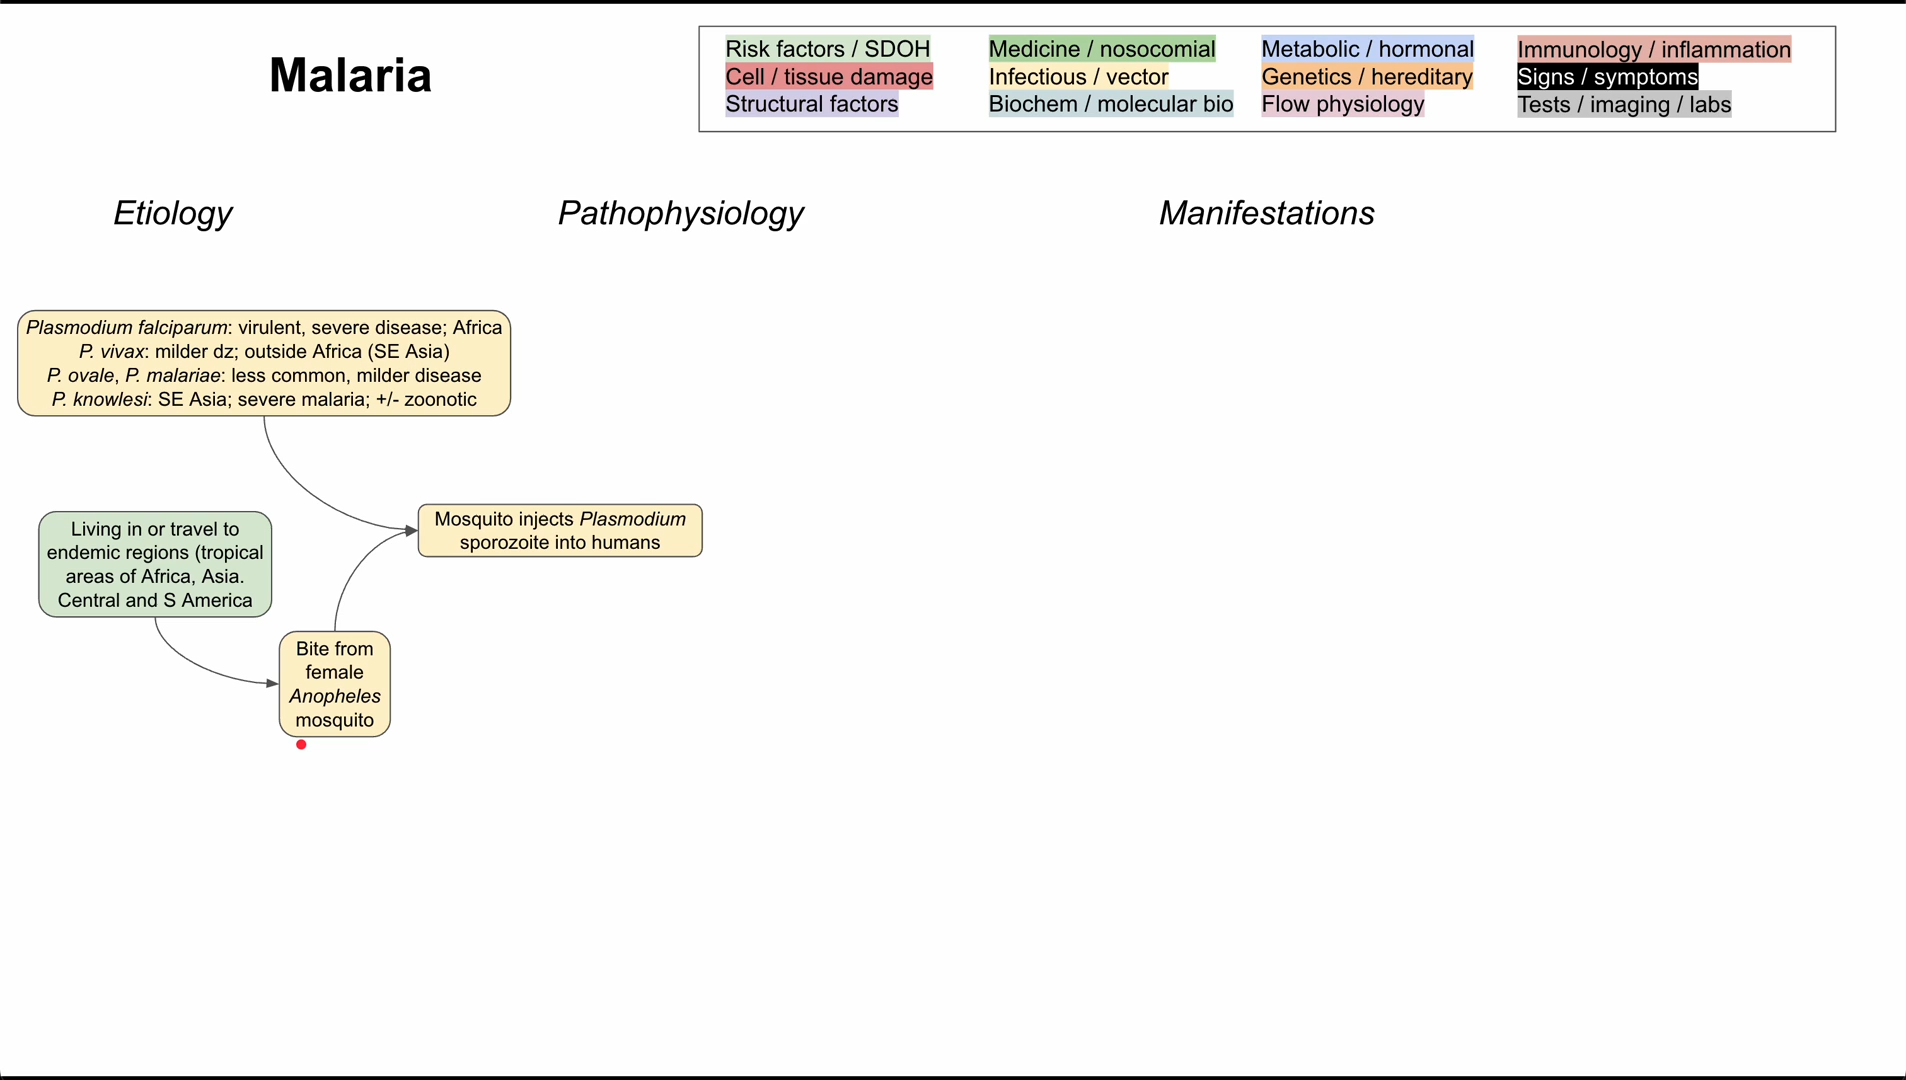 Malaria
Risk factors / SDOH
Cell / tissue damage
Structural factors
Medicine / nosocomial
Infectious / vector
Biochem / molecular bio
Metabolic / hormonal
Genetics / hereditary
Flow physiology
Immunology / inflammation
Signs / symptoms
Tests / imaging / labs
Etiology
Pathophysiology
Manifestations
Plasmodium falciparum: virulent, severe disease; Africa
P. vivax: milder dz; outside Africa (SE Asia)
P. ovale, P. malariae: less common, milder disease
P. knowlesi: SE Asia; severe malaria; +/- zoonotic
Mosquito injects Plasmodium
sporozoite into humans
Living in or travel to
endemic regions (tropical
areas of Africa, Asia.
Central and S America
Bite from
female
Anopheles
mosquito